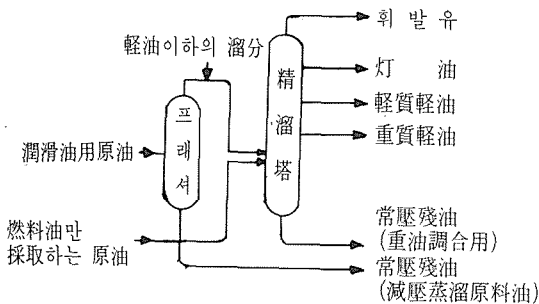 휘 발 유
軽油이하의 溜分
灯 油
精溜塔
軽質軽油
프래셔
重質軽油
潤滑油用原油
常壓殘油
(重油調合用)
燃料油만
採取하는 原油
常壓殘油
(減壓蒸溜原料油)